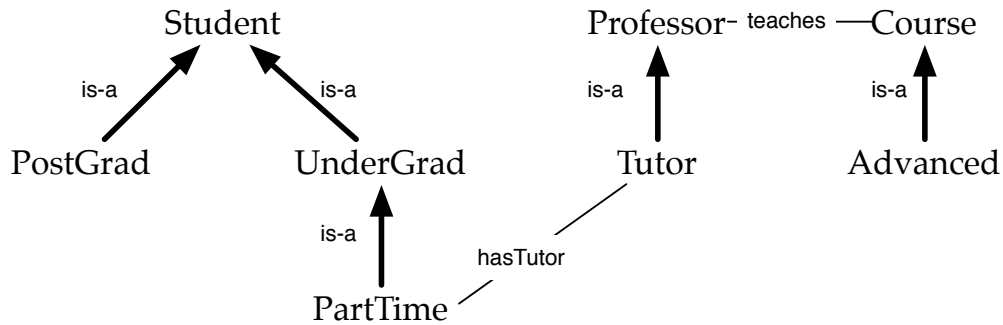 Student
Professor teaches Course
is-a is-a is-a is-a
PostGrad UnderGrad Tutor Advanced
is-a
hasTutor
PartTime